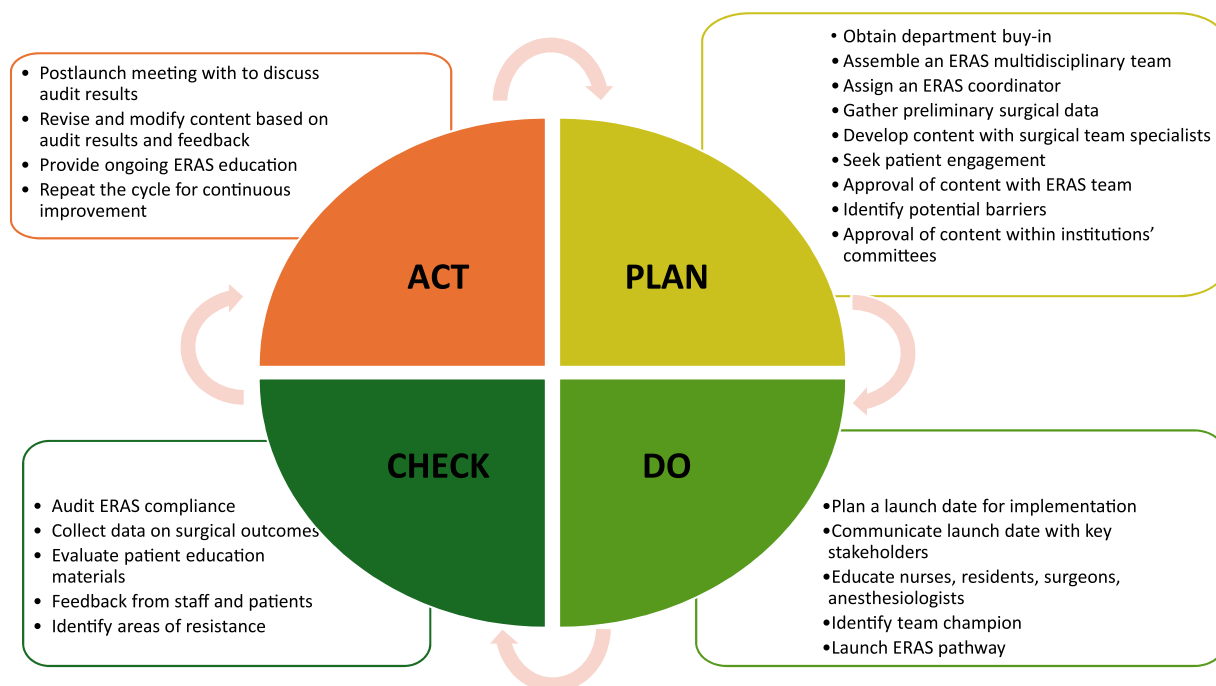 • Postlaunch meeting with to discuss
audit results
• Revise and modify content based on
audit results and feedback
• Provide ongoing ERAS education
• Repeat the cycle for continuous
improvement
• Obtain department buy-in
• Assemble an ERAS multidisciplinary team
• Assign an ERAS coordinator
• Gather preliminary surgical data
• Develop content with surgical team specialists
• Seek patient engagement
• Approval of content with ERAS team
• Identify potential barriers
• Approval of content within institutions’
committees
ACT
PLAN
CHECK
DO
• Audit ERAS compliance
• Collect data on surgical outcomes
• Evaluate patient education
materials
• Feedback from staff and patients
• Identify areas of resistance
•Plan a launch date for implementation
•Communicate launch date with key
stakeholders
•Educate nurses, residents, surgeons,
anesthesiologists
•Identify team champion
•Launch ERAS pathway